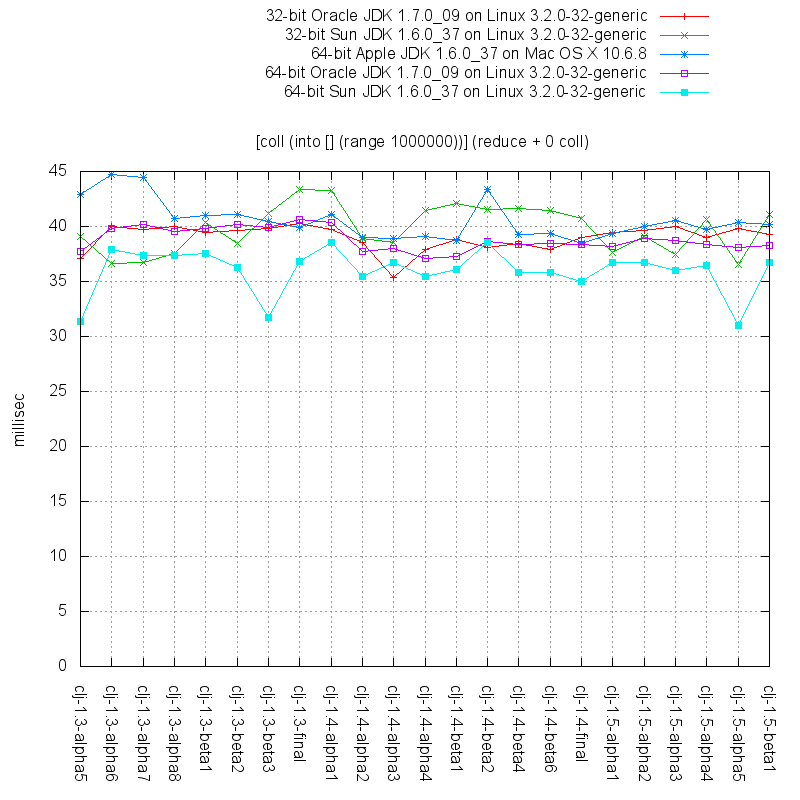 32-bit Oracle JDK 1.7.0_09 on Linux 3.2.0-32-generic
32-bit Sun JDK 1.6.0_37 on Linux 3.2.0-32-generic
64-bit Apple JDK 1.6.0_37 on Mac OS X 10.6.8
64-bit Oracle JDK 1.7.0_09 on Linux 3.2.0-32-generic
64-bit Sun JDK 1.6.0_37 on Linux 3.2.0-32-generic
[coll (into [] (range 1000000))] (reduce + 0 coll)
45
40
35
30
25
20
15
10
5
0
millisec
clj-1.3-alpha5
clj-1.3-alpha6
clj-1.3-alpha7
clj-1.3-alpha8
clj-1.3-beta1
clj-1.3-beta2
clj-1.3-beta3
clj-1.3-final
clj-1.4-alpha1
clj-1.4-alpha2
clj-1.4-alpha3
clj-1.4-alpha4
clj-1.4-beta1
clj-1.4-beta2
clj-1.4-beta4
clj-1.4-beta6
clj-1.4-final
clj-1.5-alpha1
clj-1.5-alpha2
clj-1.5-alpha3
clj-1.5-alpha4
clj-1.5-alpha5
clj-1.5-beta1